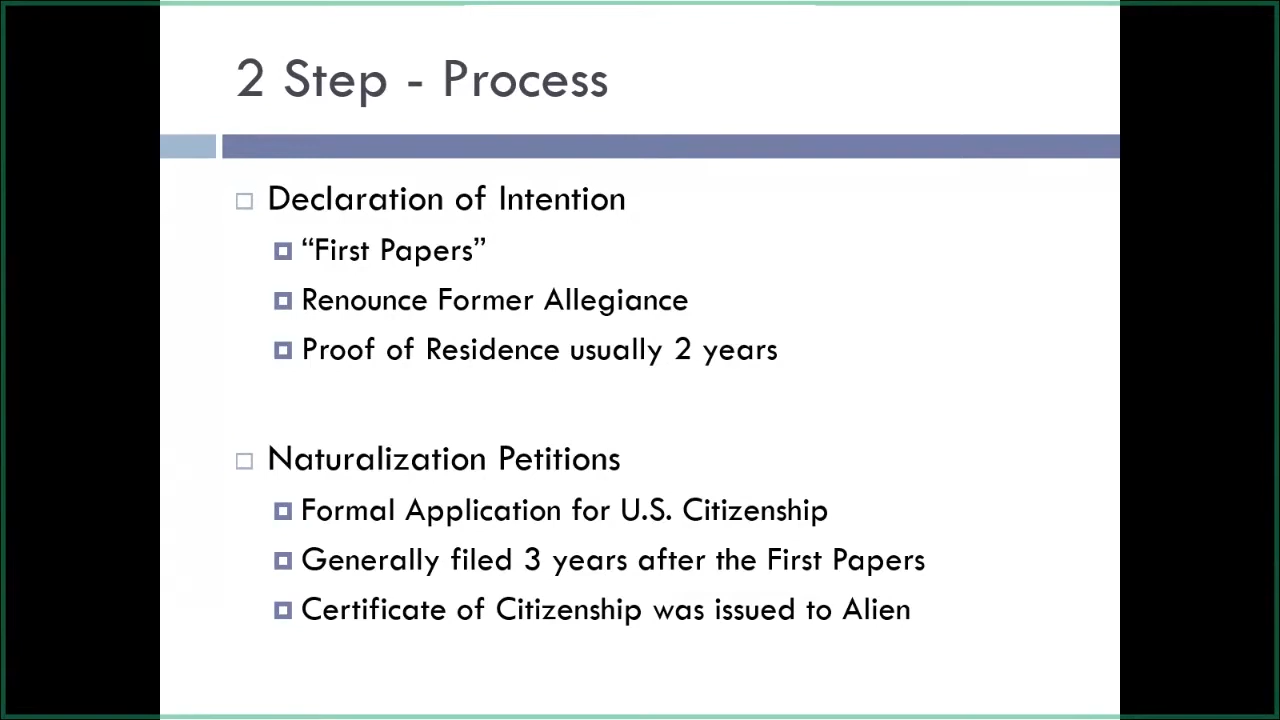 2 Step - Process
Declaration of Intention
“First Papers”
Renounce Former Allegiance
Proof of Residence usually 2 years
Naturalization Petitions
Formal Application for U.S. Citizenship
Generally filed 3 years after the First Papers
Certificate of Citizenship was issued to Alien